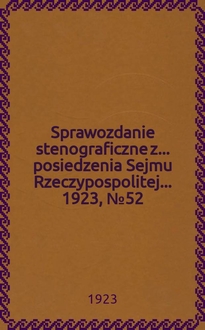 Sprawozdanie
stenograficzne z...
posiedzenia Sejmu
Rzeczypospolitej...
1923, №52
1923